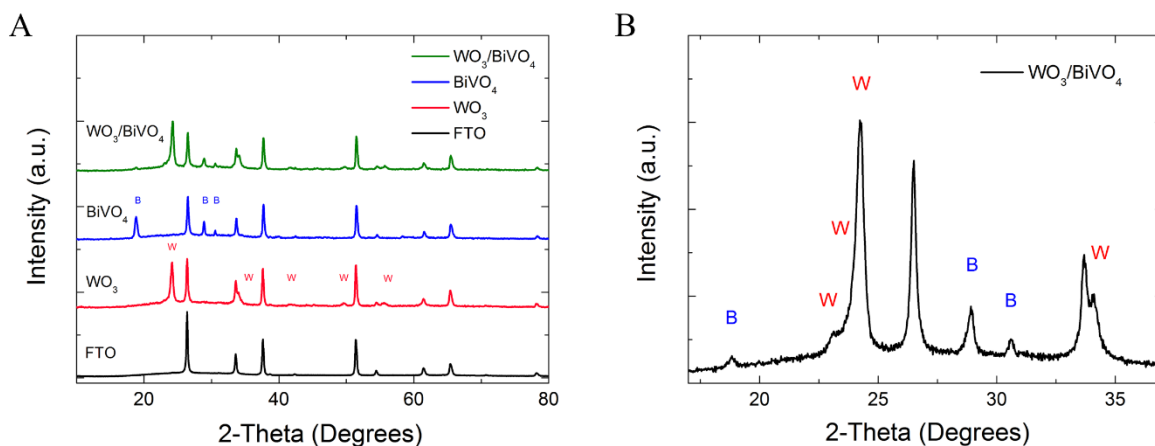 A
WO3/BiVO4
BiVO4
WO3
FTO
WO3/BiVO4
B B B
BiVO4
W
W W W W
WO3
FTO
Intensity (a.u.)
20 40 60 80
2-Theta (Degrees)
B
WO3/BiVO4
W
W
W
W
B
B
B
Intensity (a.u.)
20 25 30 35
2-Theta (Degrees)